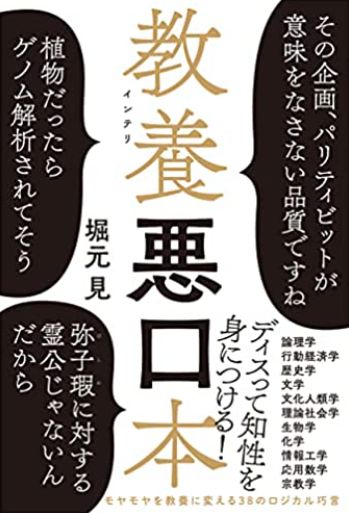 その企画、パリティビットが
意味をなさない品質ですね
教養悪口本
インテリ
植物だったら
ゲノム解析されてそう
堀元 見
弥子瑕に対する
びしか
霊公じゃないん
れいこう
だから
ディスって知性を
身につける!
論理学
行動経済学
歴史学
文学
文化人類学
理論社会学
生物学
化学
情報工学
応用数学
宗教学
モヤモヤを教養に変える38のロジカル巧言